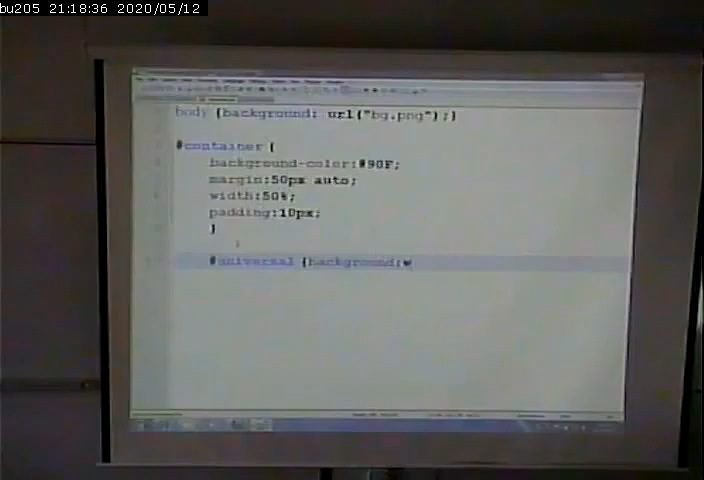 bu205 21:18:36 2020/05/12
body {background: url("bg.png");}
#container {
background-color:#90F;
margin:50px auto;
width:50%;
padding:10px;
}
#universal {background:w